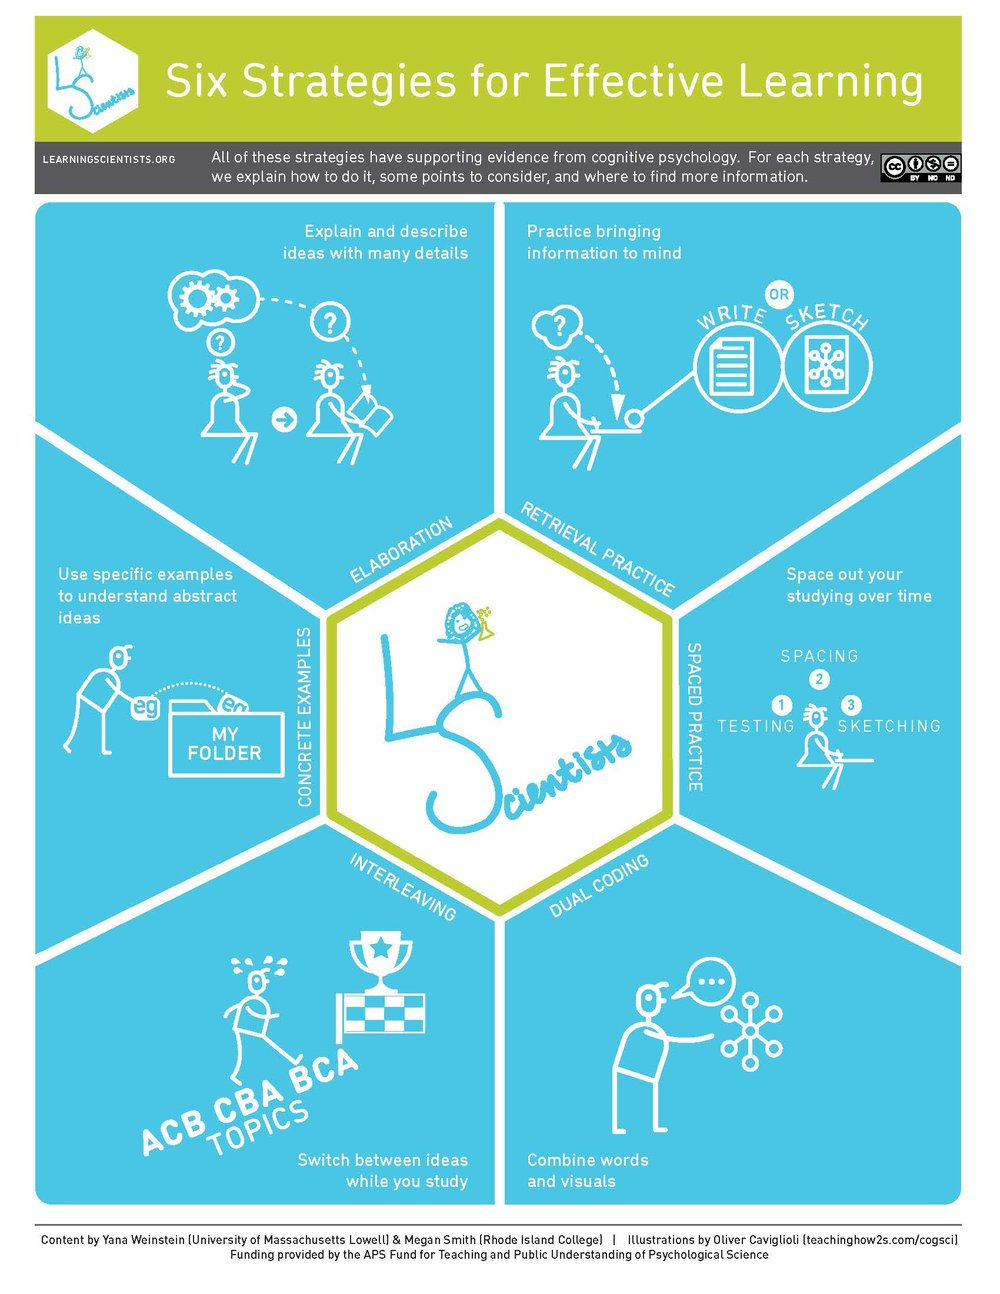 LS
cientists
Six Strategies for Effective Learning
LEARNINGSCIENTISTS.ORG
All of these strategies have supporting evidence from cognitive psychology. For each strategy,
we explain how to do it, some points to consider, and where to find more information.
cc
BY NC ND
Explain and describe
ideas with many details
?
?
ELABORATION
Practice bringing
information to mind
?
OR
WRITE SKETCH
RETRIEVAL PRACTICE
Use specific examples
to understand abstract
ideas
eg
eg
MY
FOLDER
CONCRETE EXAMPLES
LS
cientists
Space out your
studying over time
SPACING
2
1
3
TESTING
SKETCHING
SPACED PRACTICE
INTERLEAVING
ACB CBA BCA
TOPICS
Switch between ideas
while you study
DUAL CODING
...
Combine words
and visuals
Content by Yana Weinstein (University of Massachusetts Lowell) & Megan Smith (Rhode Island College) | Illustrations by Oliver Caviglioli (teachinghow2s.com/cogsci)
Funding provided by the APS Fund for Teaching and Public Understanding of Psychological Science